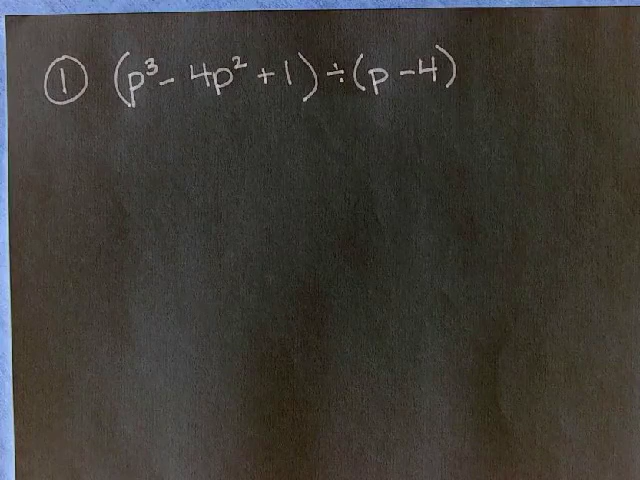 ① (p³ - 4p² + 1) ÷ (p - 4)